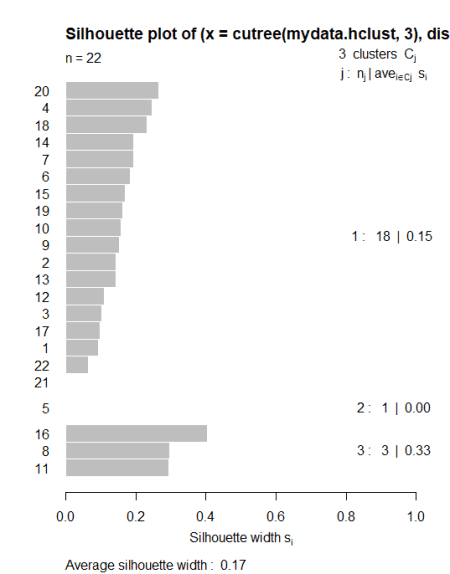 Silhouette plot of (x = cutree(mydata.hclust, 3), dis
n = 22
3 clusters Cj
j : nj | avei∈Cj si
20
4
18
14
7
6
15
19
10
9
2
13
12
3
17
1
22
21
1 : 18 | 0.15
5
2 : 1 | 0.00
16
8
11
3 : 3 | 0.33
0.0 0.2 0.4 0.6 0.8 1.0
Silhouette width si
Average silhouette width : 0.17